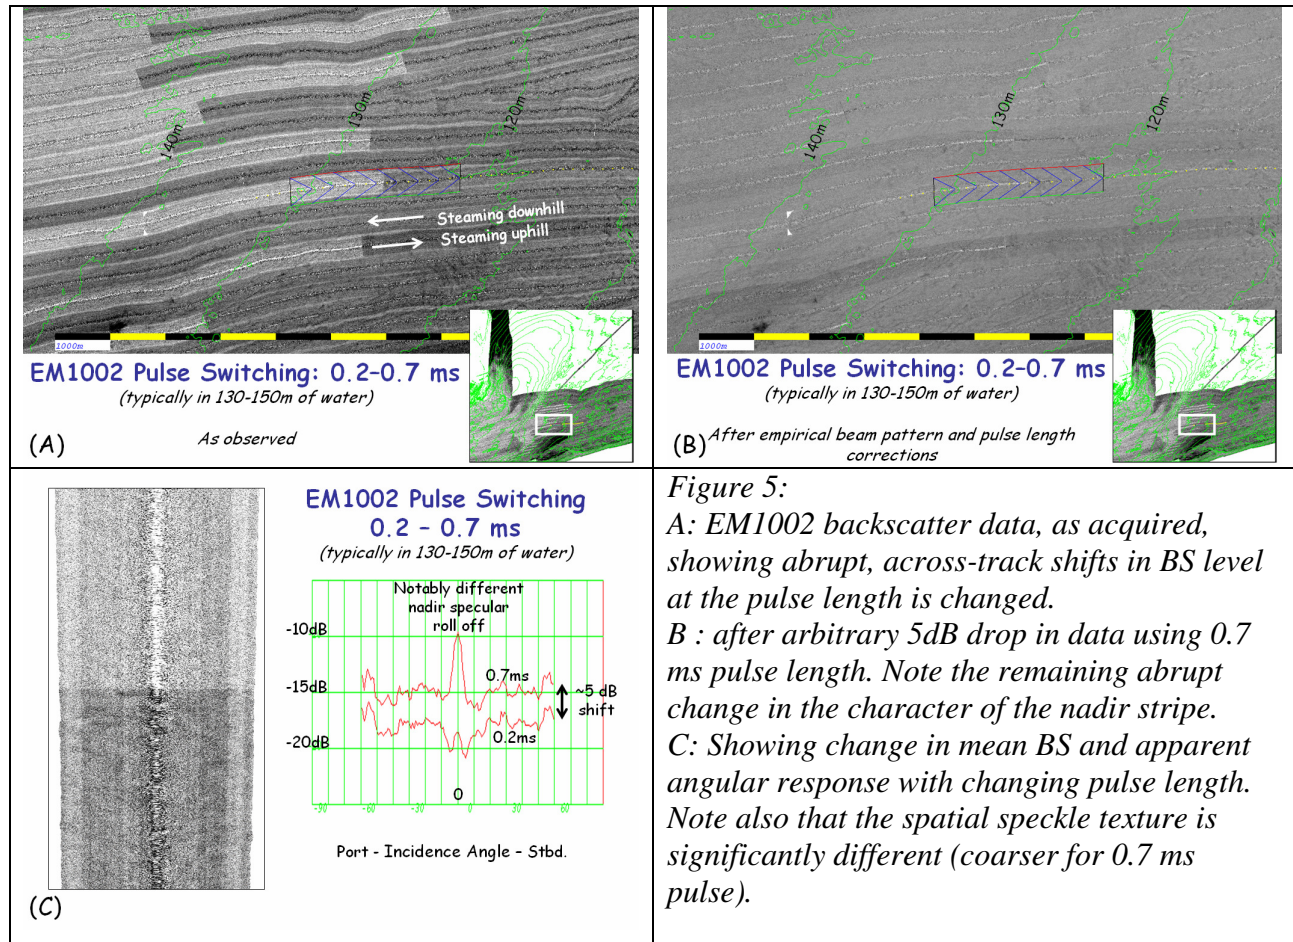 140m
130m
120m
Steaming downhill
Steaming uphill
1000m
EM1002 Pulse Switching: 0.2–0.7 ms
(typically in 130-150m of water)
As observed
(A)
140m
130m
120m
1000m
EM1002 Pulse Switching: 0.2–0.7 ms
(typically in 130-150m of water)
(B)
After empirical beam pattern and pulse length
corrections
EM1002 Pulse Switching
0.2 – 0.7 ms
(typically in 130-150m of water)
Notably different
nadir specular
roll off
-10dB
-15dB
-20dB
0.7ms
0.2ms
~5 dB
shift
0
-90 -60 -30 0 30 60
Port - Incidence Angle – Stbd.
(C)
Figure 5:
A: EM1002 backscatter data, as acquired,
showing abrupt, across-track shifts in BS level
at the pulse length is changed.
B : after arbitrary 5dB drop in data using 0.7
ms pulse length. Note the remaining abrupt
change in the character of the nadir stripe.
C: Showing change in mean BS and apparent
angular response with changing pulse length.
Note also that the spatial speckle texture is
significantly different (coarser for 0.7 ms
pulse).